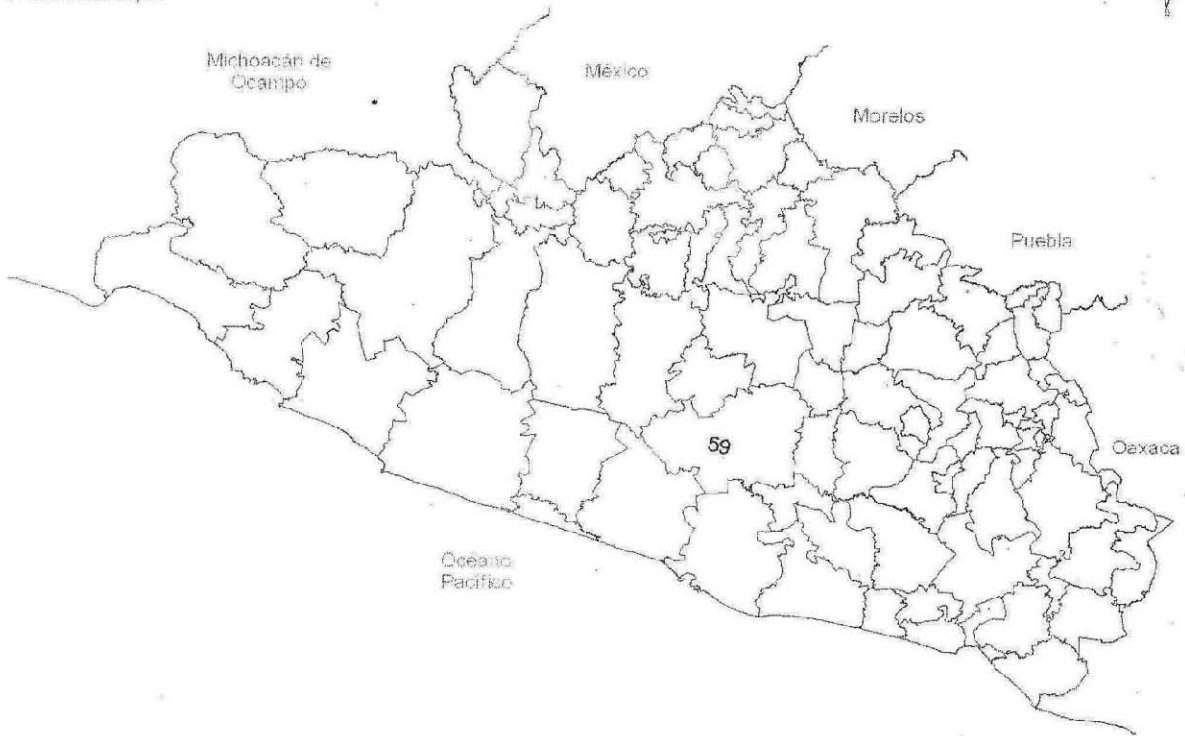 Michoacán de
Ocampo
México
Morelos
Puebla
59
Oaxaca
Océano
Pacífico